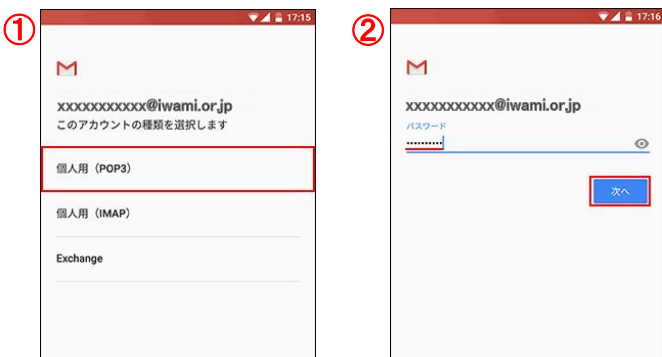 ①
17:15
xxxxxxxxxxx@iwami.or.jp
このアカウントの種類を選択します
個人用（POP3）
個人用（IMAP）
Exchange
②
17:16
xxxxxxxxxxx@iwami.or.jp
パスワード
••••••••••
次へ